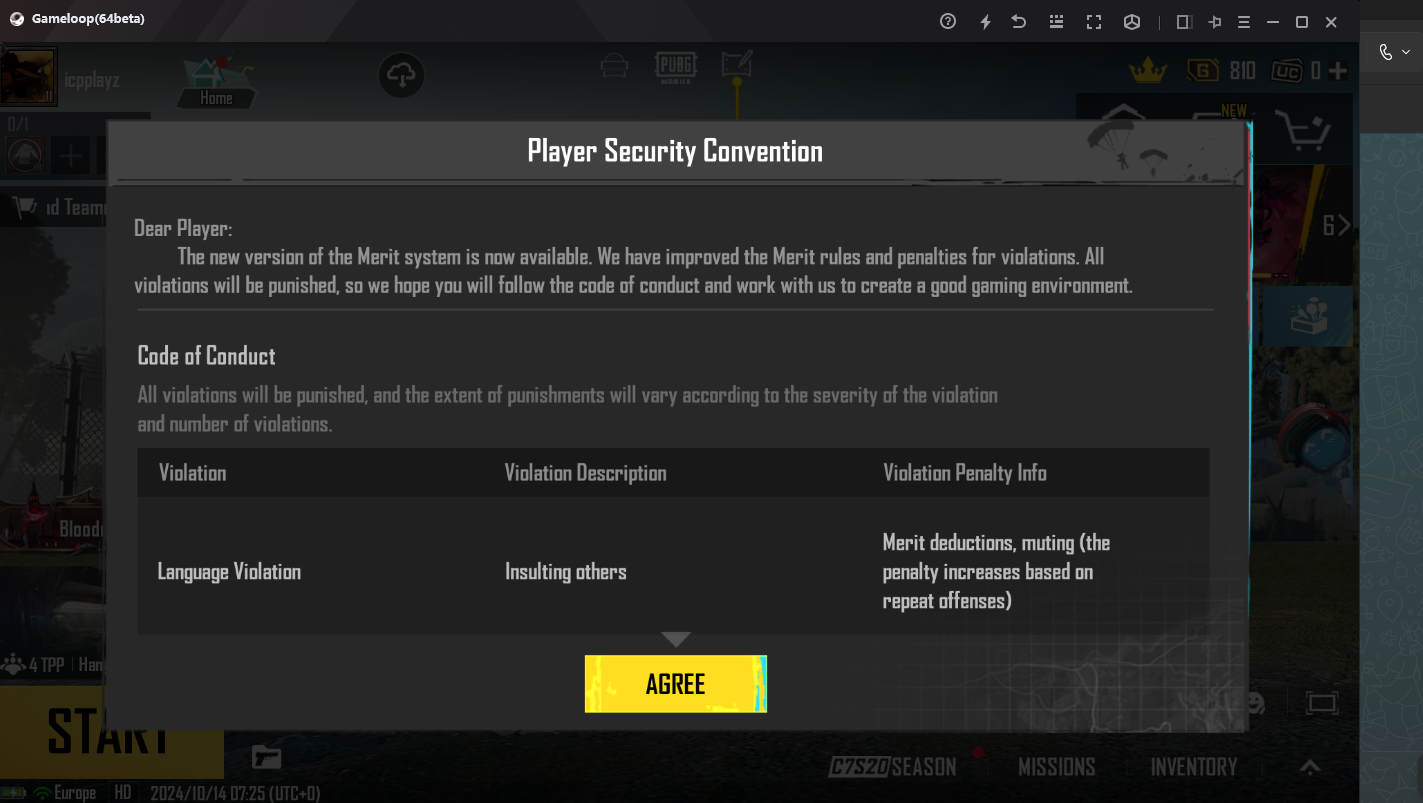 Gameloop(64beta)
icpplayz
11
Home
PUBG
MOBILE
G 810
UC 0
0/1
NEW
Player Security Convention
Dear Player:
The new version of the Merit system is now available. We have improved the Merit rules and penalties for violations. All
violations will be punished, so we hope you will follow the code of conduct and work with us to create a good gaming environment.
6
Code of Conduct
All violations will be punished, and the extent of punishments will vary according to the severity of the violation
and number of violations.
Violation Violation Description Violation Penalty Info
Language Violation Insulting others Merit deductions, muting (the
penalty increases based on
repeat offenses)
4 TPP
AGREE
START
C7S20 SEASON MISSIONS INVENTORY
Europe HD 2024/10/14 07:25 (UTC+0)